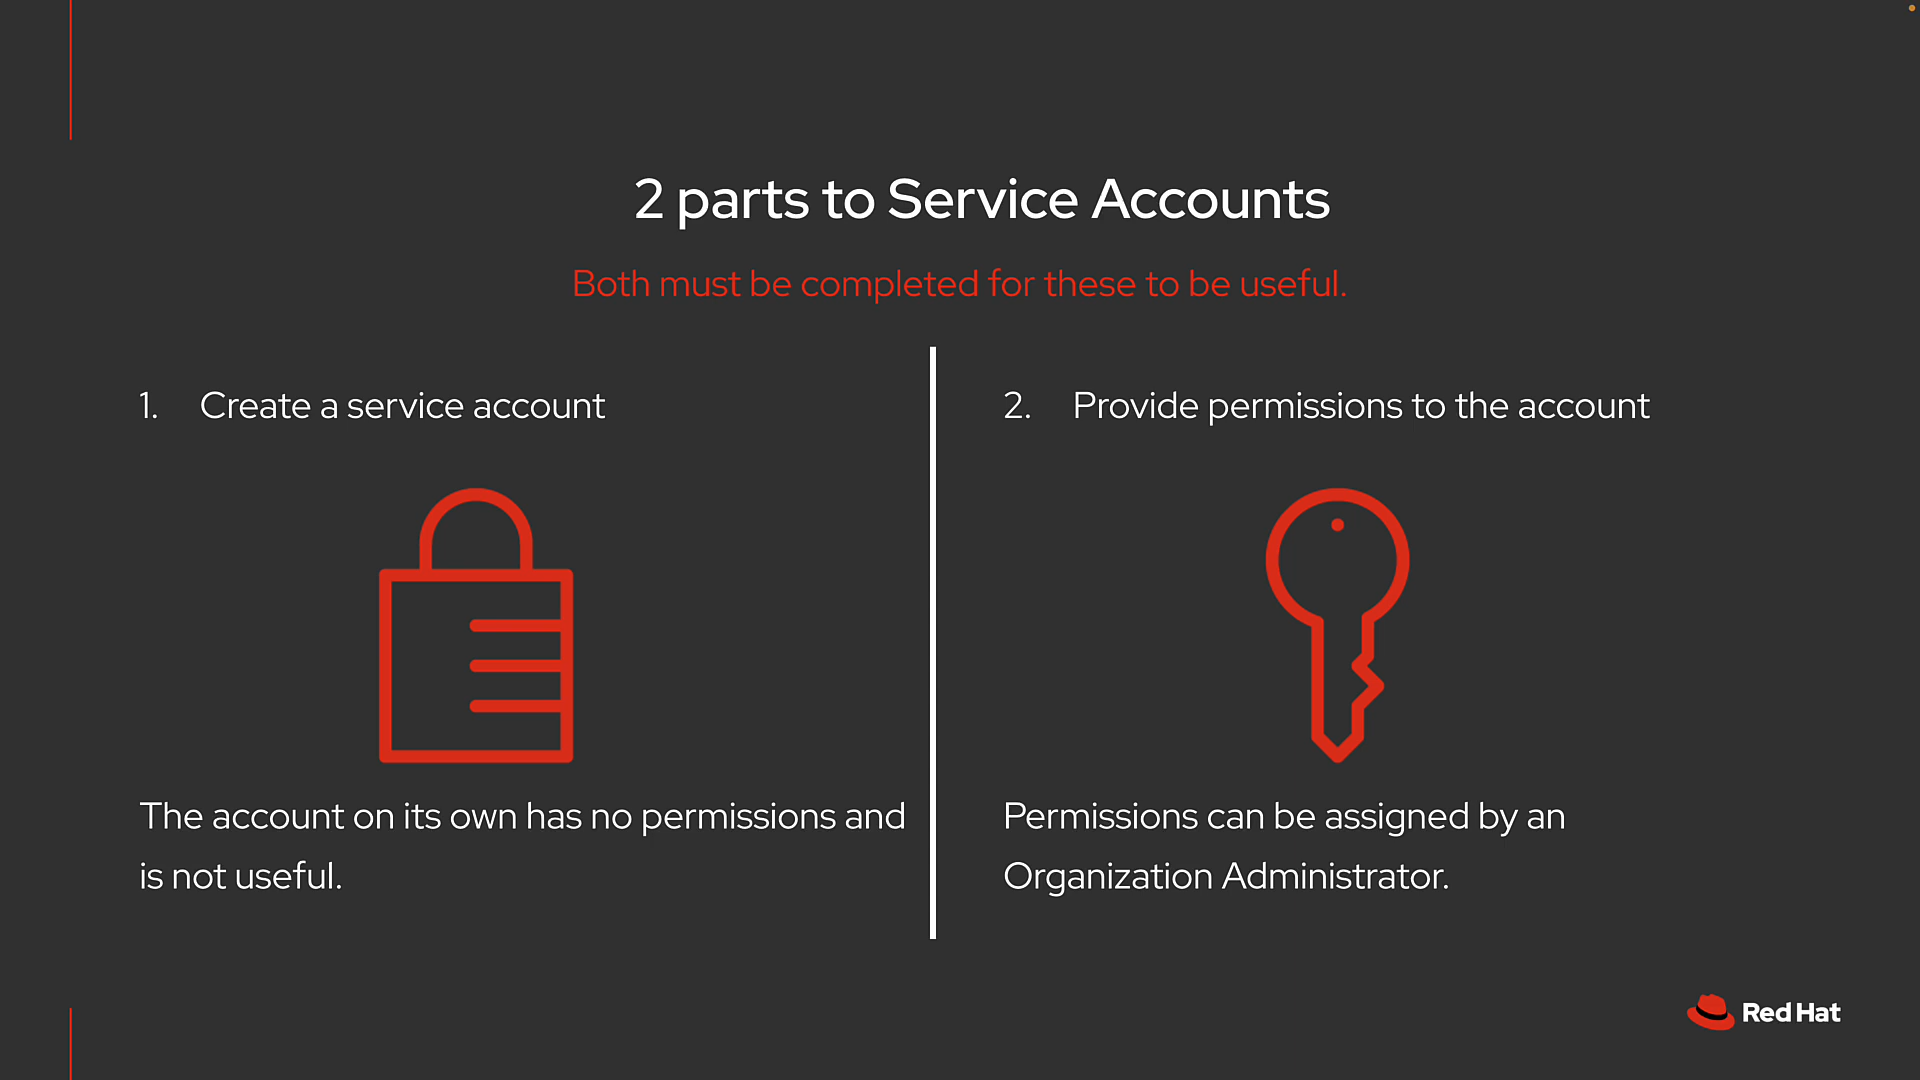 2 parts to Service Accounts
Both must be completed for these to be useful.
1. Create a service account
The account on its own has no permissions and
is not useful.
2. Provide permissions to the account
Permissions can be assigned by an
Organization Administrator.
Red Hat